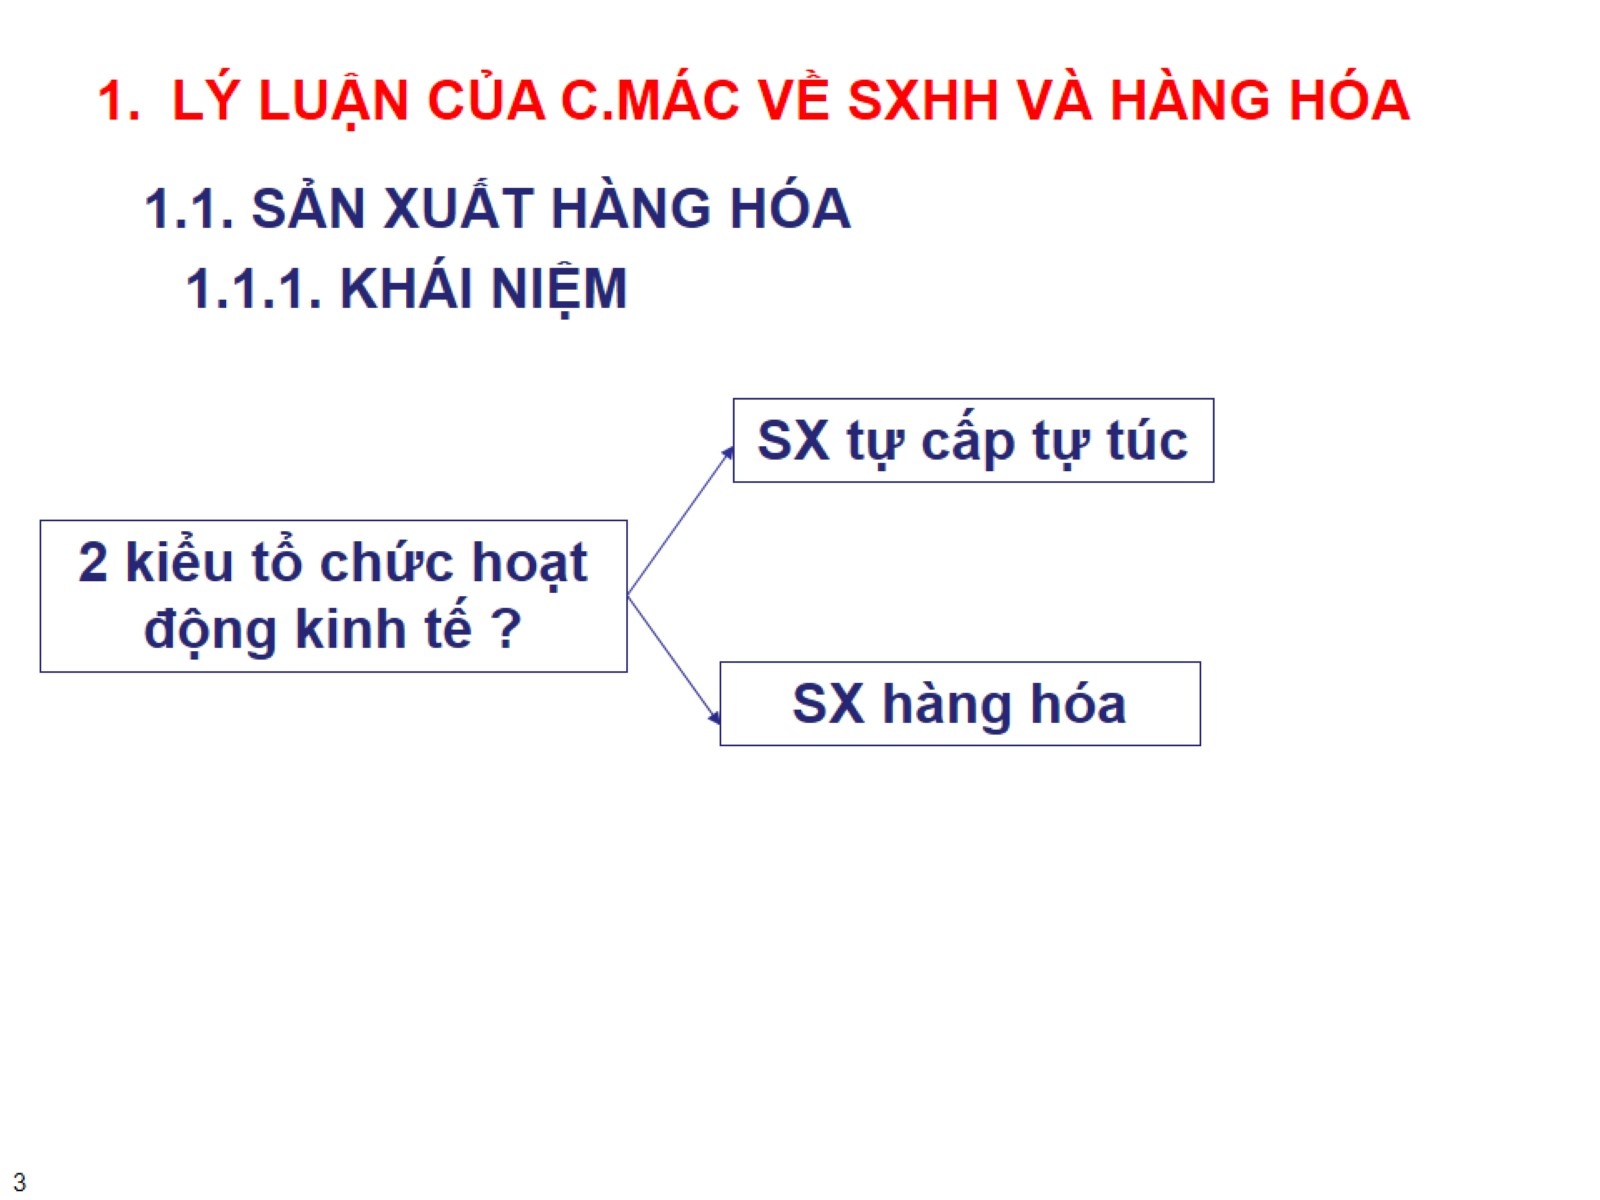 1. LÝ LUẬN CỦA C.MÁC VỀ SXHH VÀ HÀNG HÓA
1.1. SẢN XUẤT HÀNG HÓA
1.1.1. KHÁI NIỆM
SX tự cấp tự túc
2 kiểu tổ chức hoạt
động kinh tế ?
SX hàng hóa
3